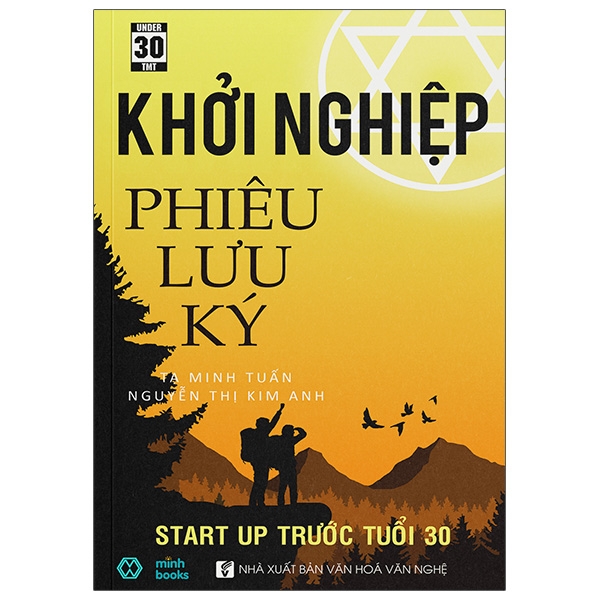 UNDER
30
TMT
KHỞI NGHIỆP
PHIÊU
LƯU
KÝ
TẠ MINH TUẤN
NGUYỄN THỊ KIM ANH
START UP TRƯỚC TUỔI 30
minh
books
NHÀ XUẤT BẢN VĂN HOÁ VĂN NGHỆ